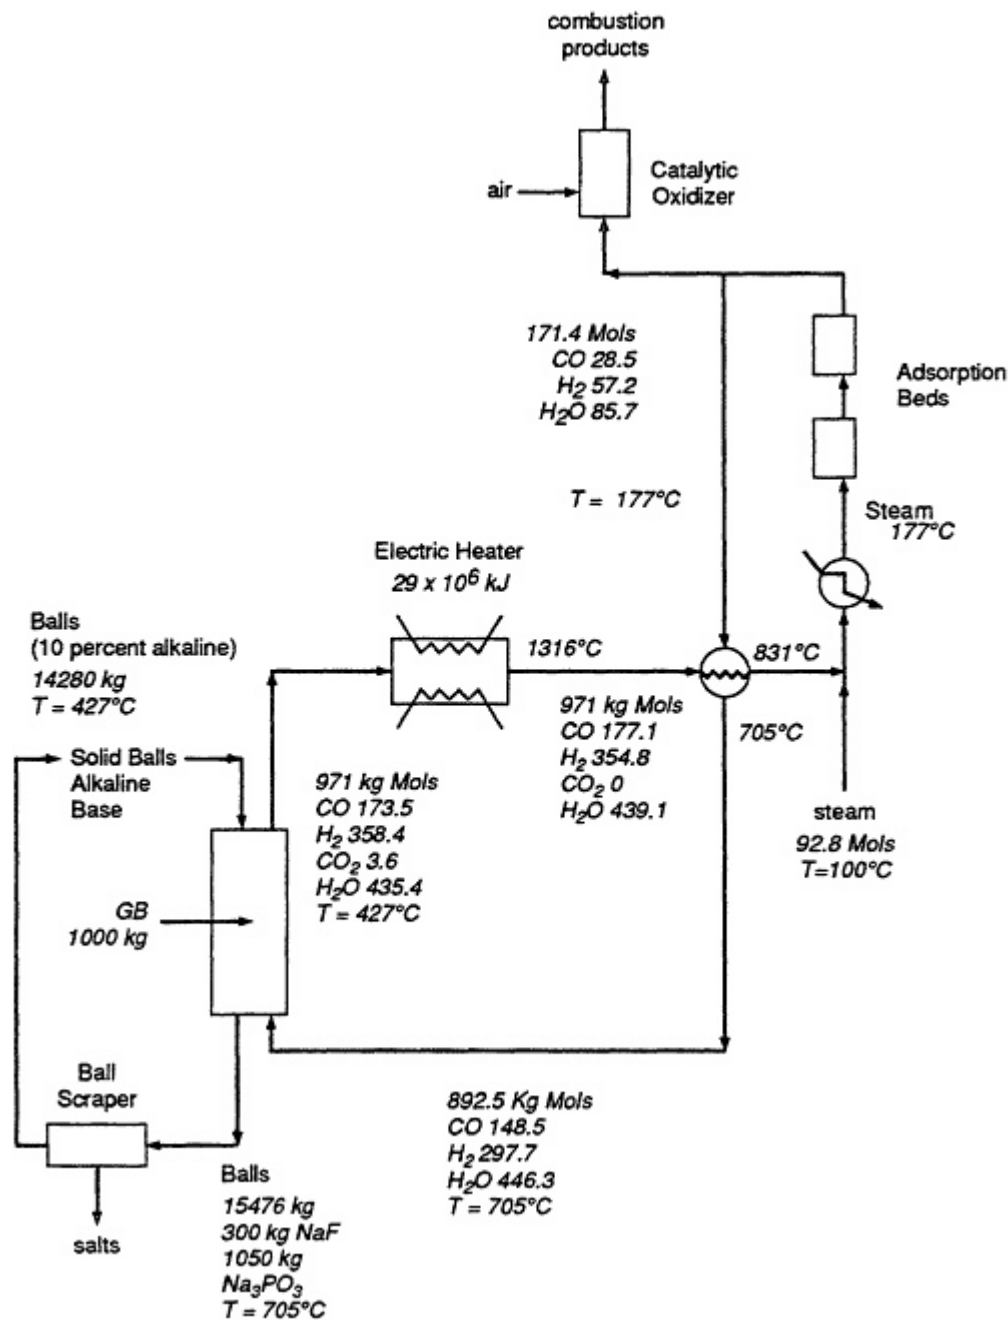 combustion
products
air
Catalytic
Oxidizer
171.4 Mols
CO 28.5
H2 57.2
H2O 85.7
Adsorption
Beds
T = 177°C
Steam
177°C
Electric Heater
29 x 10^6 kJ
Balls
(10 percent alkaline)
14280 kg
T = 427°C
1316°C
831°C
971 kg Mols
CO 177.1
H2 354.8
CO2 0
H2O 439.1
705°C
Solid Balls
Alkaline
Base
971 kg Mols
CO 173.5
H2 358.4
CO2 3.6
H2O 435.4
T = 427°C
steam
92.8 Mols
T=100°C
GB
1000 kg
Ball
Scraper
892.5 Kg Mols
CO 148.5
H2 297.7
H2O 446.3
T = 705°C
salts
Balls
15476 kg
300 kg NaF
1050 kg
Na3PO3
T = 705°C